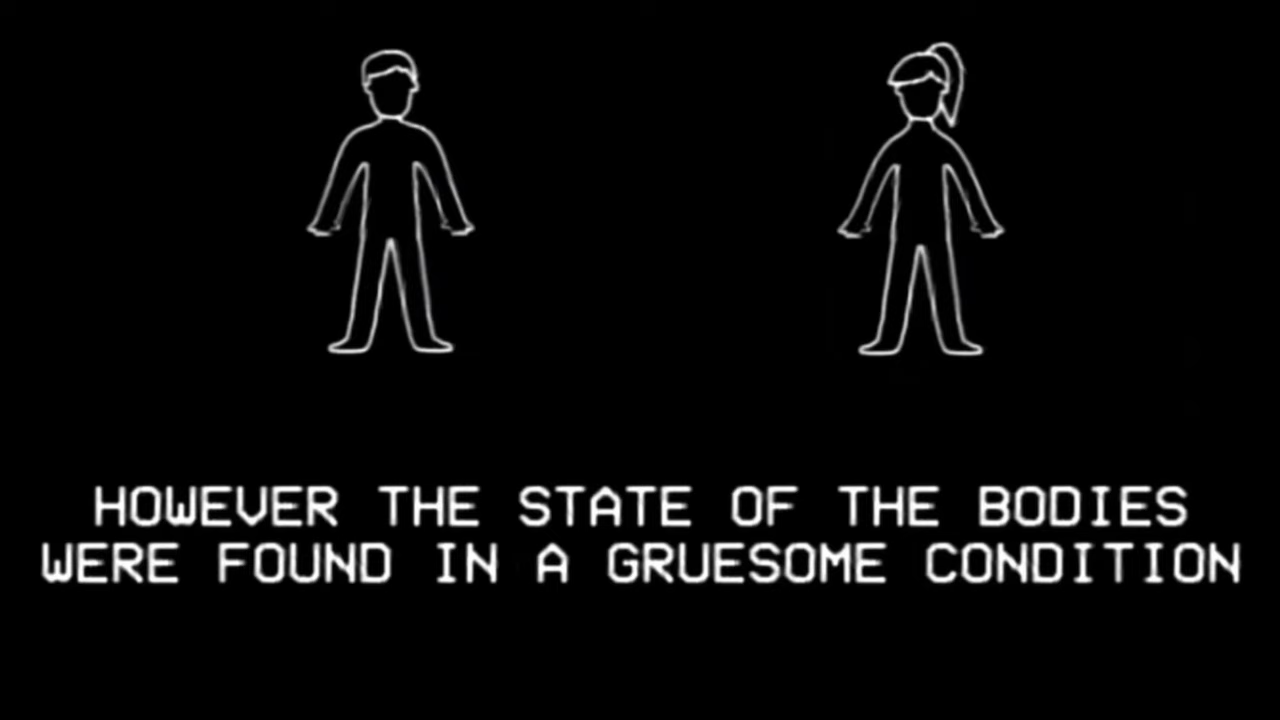 HOWEVER THE STATE OF THE BODIES
WERE FOUND IN A GRUESOME CONDITION